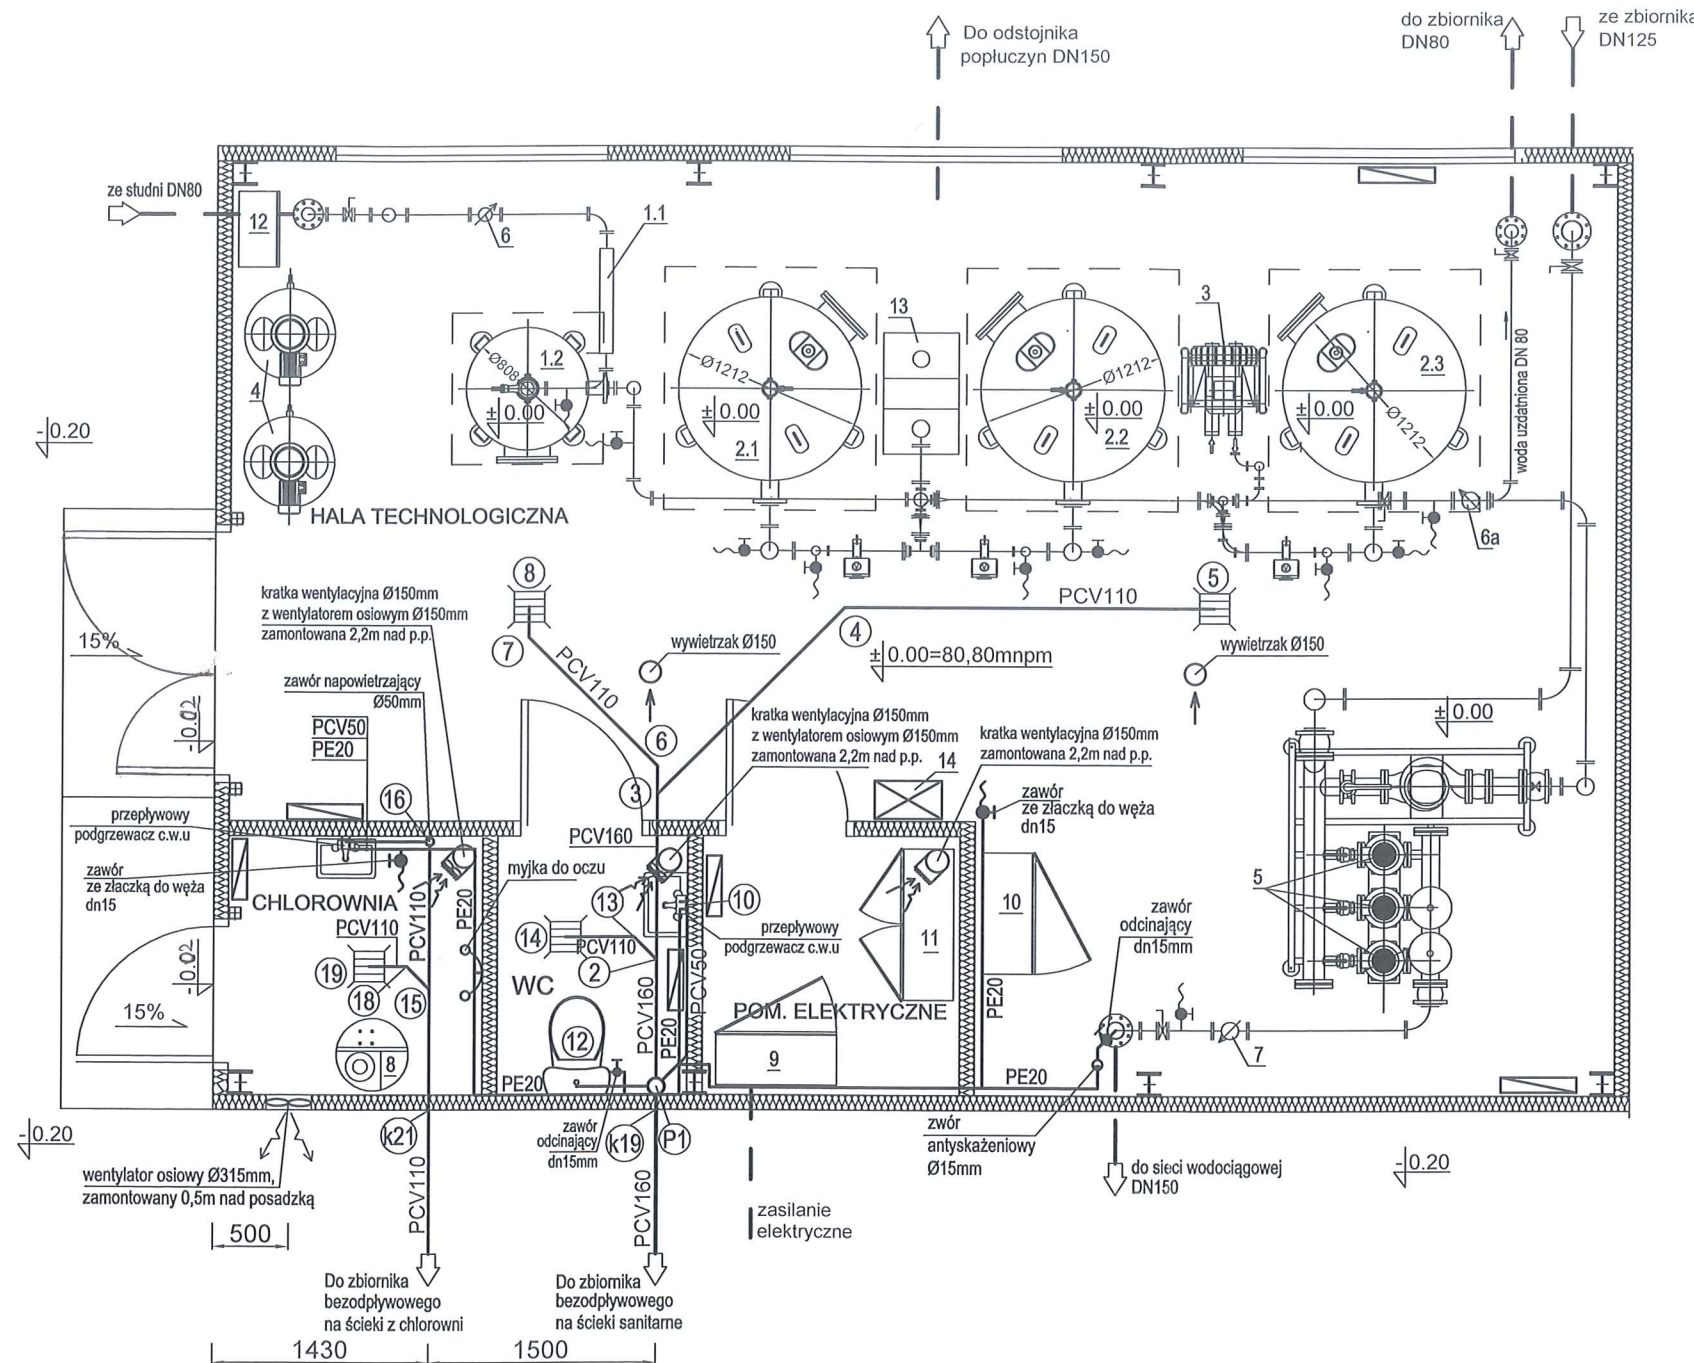 Do odstojnika
popłuczyn DN150
do zbiornika
DN80
ze zbiornika
DN125
ze studni DN80
12
6
1.1
Ø808
1.2
± 0.00
4
-0.20
Ø1212
± 0.00
2.1
13
Ø1212
± 0.00
2.2
3
2.3
± 0.00
Ø1212
woda uzdatniona DN 80
6a
HALA TECHNOLOGICZNA
8
7
PCV110
5
PCV110
4
kratka wentylacyjna Ø150mm
z wentylatorem osiowym Ø150mm
zamontowana 2,2m nad p.p.
15%
-0.02
wywietrzak Ø150
± 0.00=80,80mnpm
wywietrzak Ø150
zawór napowietrzający
Ø50mm
PCV50
PE20
6
3
kratka wentylacyjna Ø150mm
z wentylatorem osiowym Ø150mm
zamontowana 2,2m nad p.p.
kratka wentylacyjna Ø150mm
zamontowana 2,2m nad p.p.
14
± 0.00
zawór
ze złaczką do węża
dn15
16
przepływowy
podgrzewacz c.w.u
zawór
ze złaczką do węża
dn15
CHLOROWNIA
PCV110
PE20
myjka do oczu
PCV160
13
10
przepływowy
podgrzewacz c.w.u
14
PCV110
2
WC
PCV110
19
18
15
-0.02
15%
8
12
PE20
PCV160
PE20
PCV50
POM. ELEKTRYCZNE
9
11
10
PE20
zawór
odcinający
dn15mm
5
7
PE20
-0.20
k21
zawór
odcinający
dn15mm
k19
P1
zwór
antyskażeniowy
Ø15mm
do sieci wodociągowej
DN150
-0.20
wentylator osiowy Ø315mm,
zamontowany 0,5m nad posadzką
500
PCV110
PCV160
zasilanie
elektryczne
Do zbiornika
bezodpływowego
na ścieki z chlorowni
Do zbiornika
bezodpływowego
na ścieki sanitarne
1430
1500